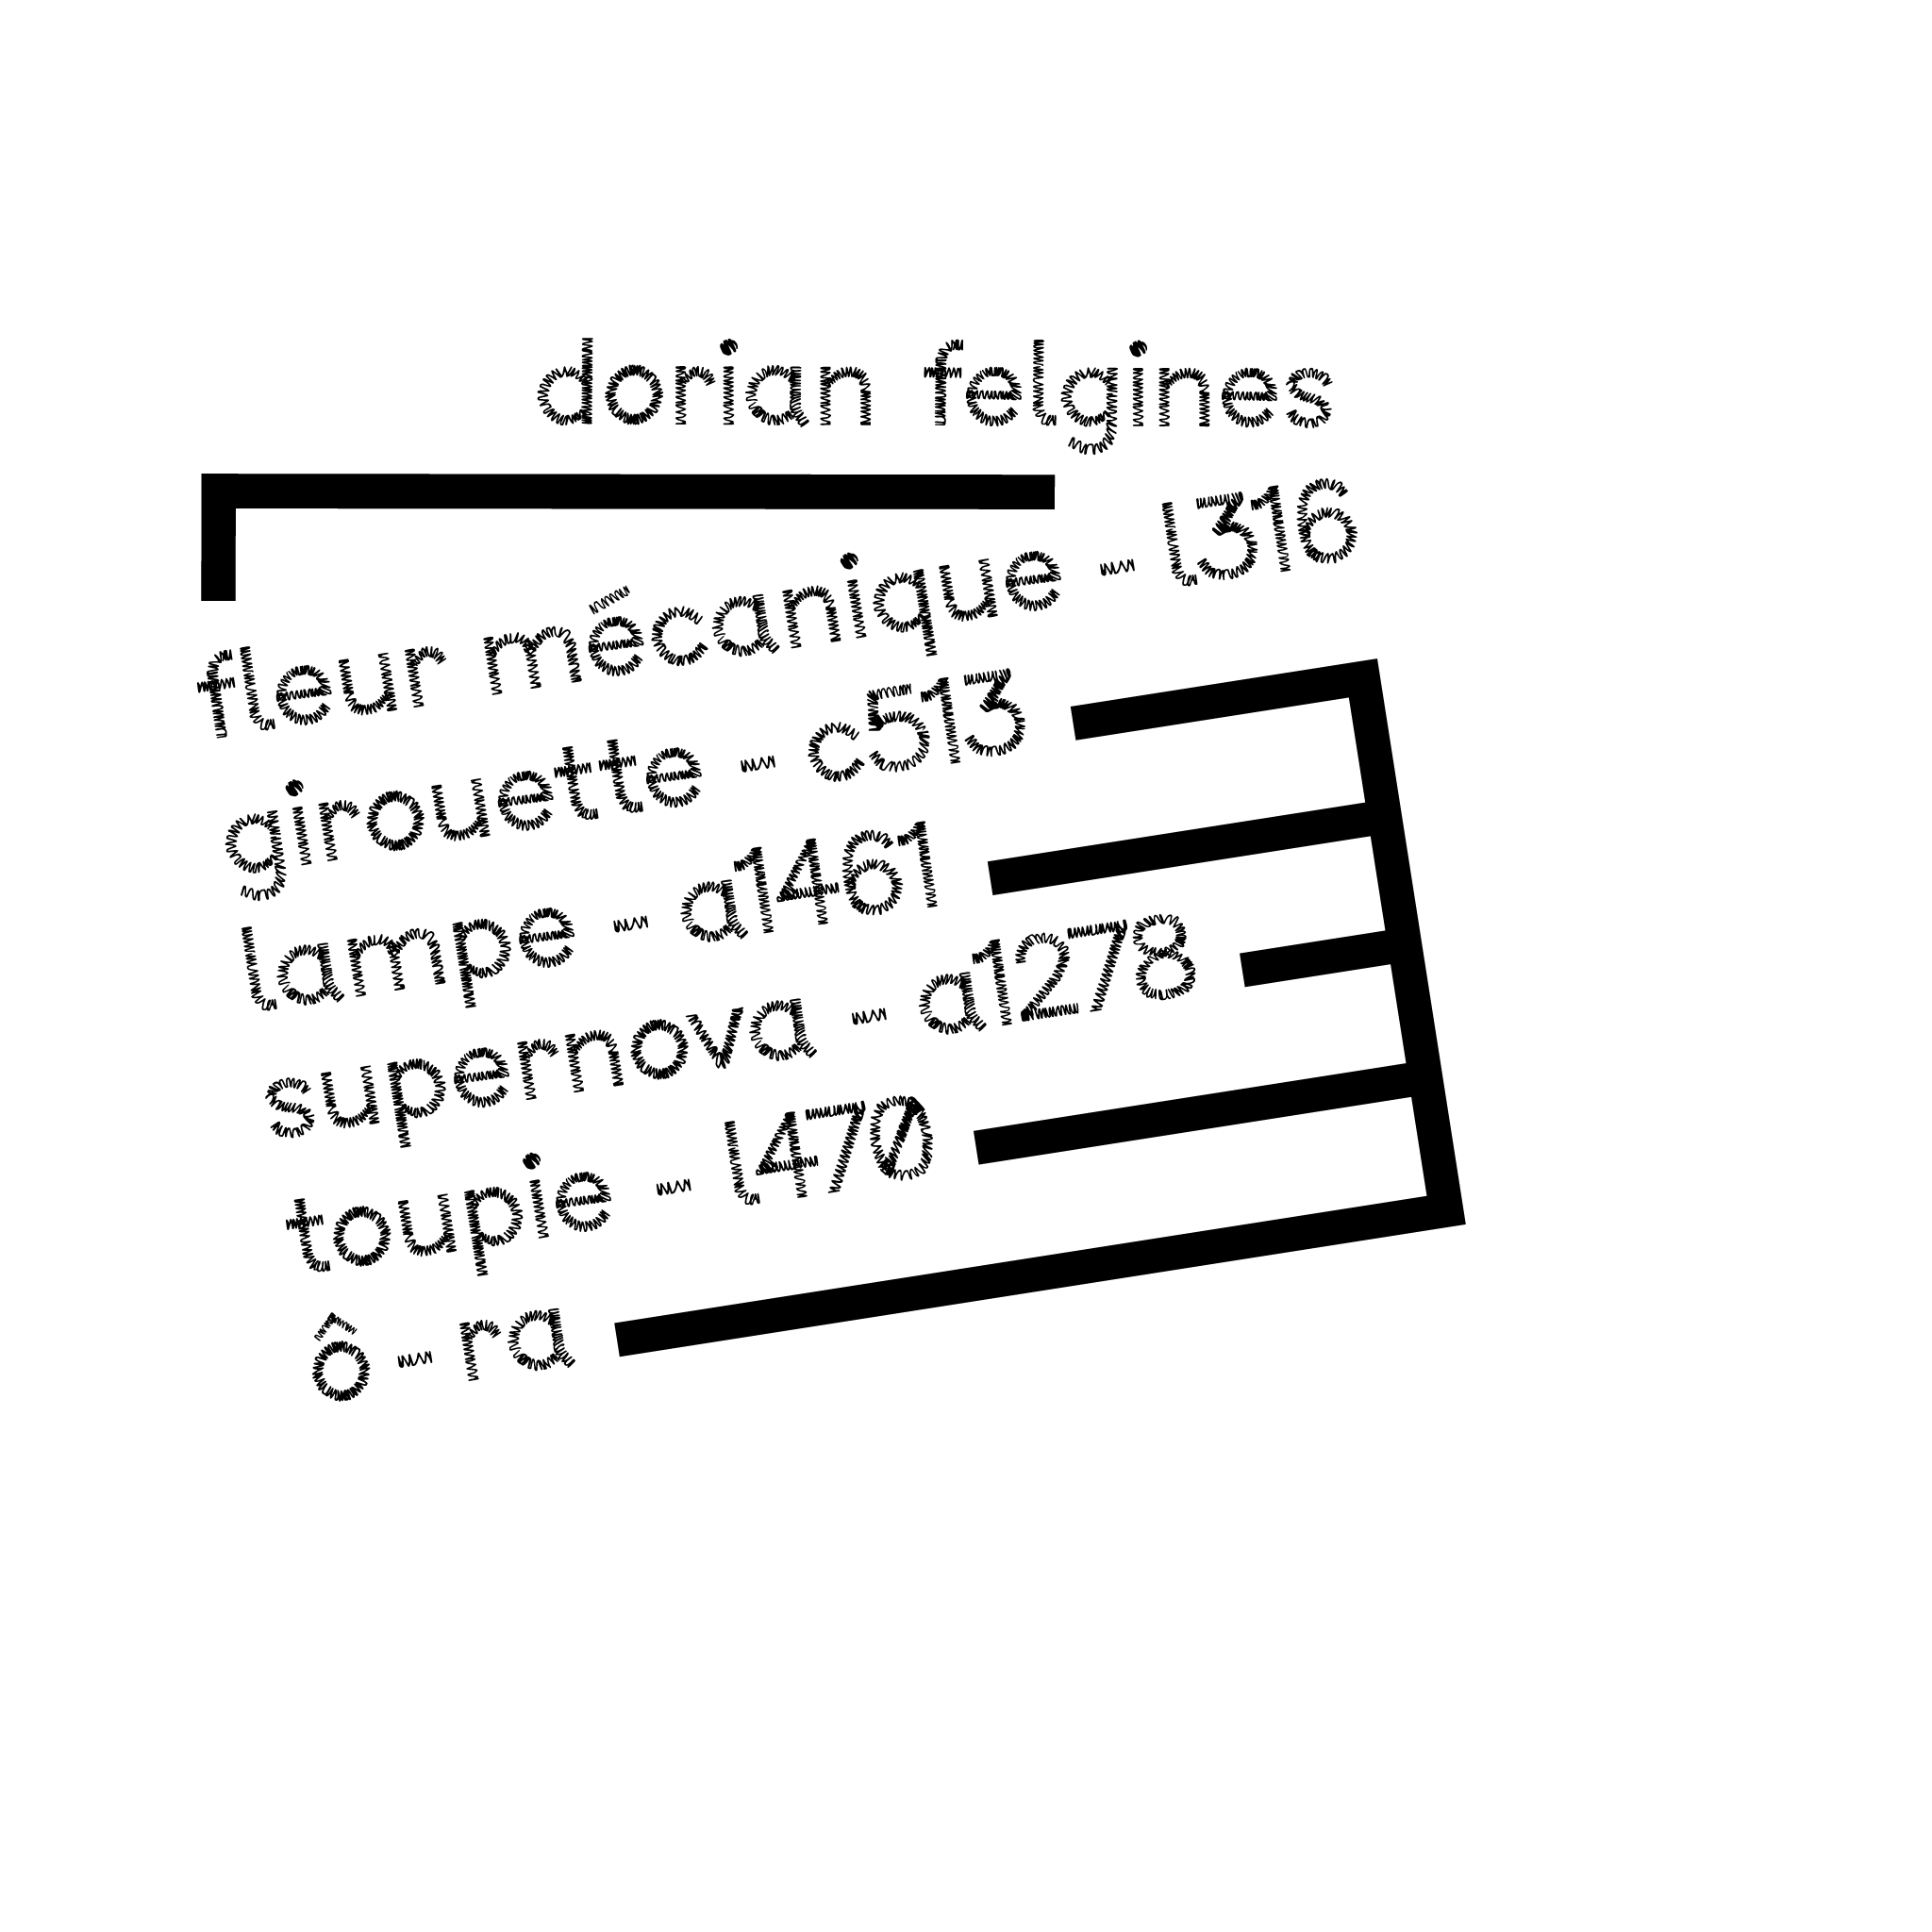 dorian felgines
fleur mécanique - l316
girouette - c513
lampe - a1461
supernova - a1278
toupie - l470
ô - ra